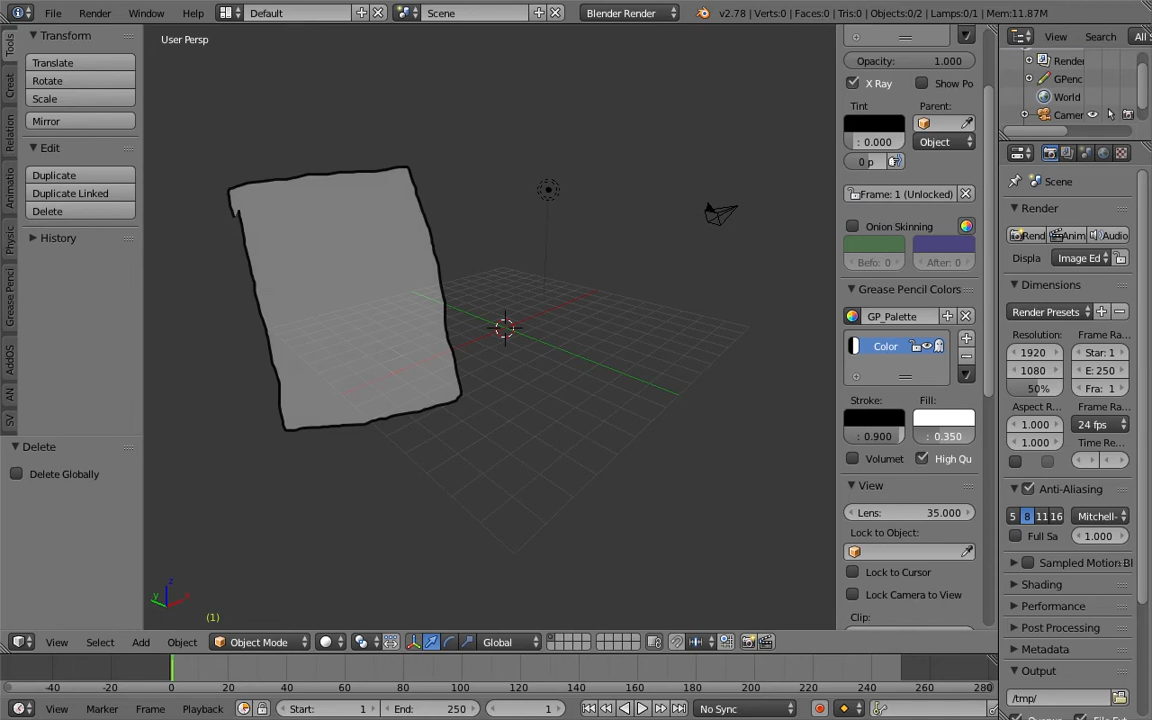 File Render Window Help Default Scene Blender Render v2.78 | Verts:0 | Faces:0 | Tris:0 | Objects:0/2 | Lamps:0/1 | Mem:11.87M
View Search All S
Tools
Creat
Relation
Animatio
Physic
Grease Penci
AddOS
AN
SV
Transform
Translate
Rotate
Scale
Mirror
Edit
Duplicate
Duplicate Linked
Delete
History
Delete
Delete Globally
User Persp
(1)
z
y x
Opacity: 1.000
X Ray Show Po
Tint Parent:
: 0.000 Object
0 p
Frame: 1 (Unlocked)
Onion Skinning
Befo: 0 After: 0
Grease Pencil Colors
GP_Palette
Color
Stroke: Fill:
: 0.900 : 0.350
Volumet High Qu
View
Lens: 35.000
Lock to Object:
Lock to Cursor
Lock Camera to View
Clip:
Render
GPenc
World
Camer
Scene
Render
Rend Anim Audio
Displa Image Ed
Dimensions
Render Presets
Resolution: Frame Ra
1920 Star: 1
1080 E: 250
50% Fra: 1
Aspect R... Frame Ra
1.000 24 fps
1.000 Time Re...
Anti-Aliasing
5 8 11 16 Mitchell-
Full Sa 1.000
Sampled Motion Bl
Shading
Performance
Post Processing
Metadata
Output
/tmp/
View Select Add Object Object Mode Global
-40 -20 0 20 40 60 80 100 120 140 160 180 200 220 240 260 280
View Marker Frame Playback Start: 1 End: 250 1 No Sync